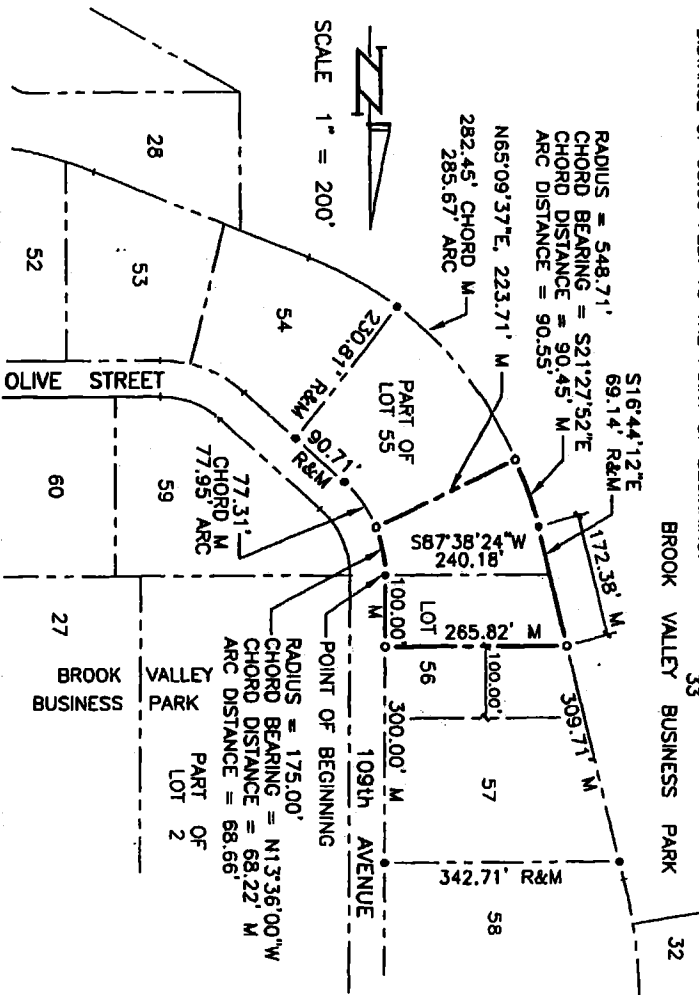 SCALE 1" = 200'
RADIUS = 548.71'
CHORD BEARING = S21°27'52"E
CHORD DISTANCE = 90.45' M
ARC DISTANCE = 90.55'
N65°09'37"E, 223.71' M
282.45' CHORD M
285.67' ARC
S16°44'12"E
69.14' R&M
172.38' M
33
BROOK VALLEY BUSINESS PARK
309.71' M
32
28
52
53
54
230.81' R&M
PART OF
LOT 55
90.71'
R&M
S87°38'24"W
240.18'
LOT
56
265.82' M
100.00'
57
342.71' R&M
58
100.00'
M
300.00' M
OLIVE STREET
60
59
77.31'
CHORD M
77.95' ARC
109th AVENUE
POINT OF BEGINNING
RADIUS = 175.00'
CHORD BEARING = N13°36'00"W
CHORD DISTANCE = 68.22' M
ARC DISTANCE = 68.66'
27
BROOK VALLEY
BUSINESS PARK
PART OF
LOT 2